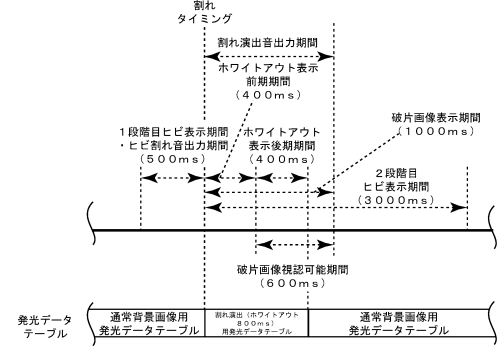 割れ
タイミング
割れ演出音出力期間
ホワイトアウト表示
前期期間
(400ms)
破片画像表示期間
(1000ms)
1段階目ヒビ表示期間
・ヒビ割れ音出力期間
(500ms)
ホワイトアウト
表示後期期間
(400ms)
2段階目
ヒビ表示期間
(3000ms)
破片画像視認可能期間
(600ms)
発光データ
テーブル
通常背景画像用
発光データテーブル
割れ演出(ホワイトアウト
800ms)
用発光データテーブル
通常背景画像用
発光データテーブル